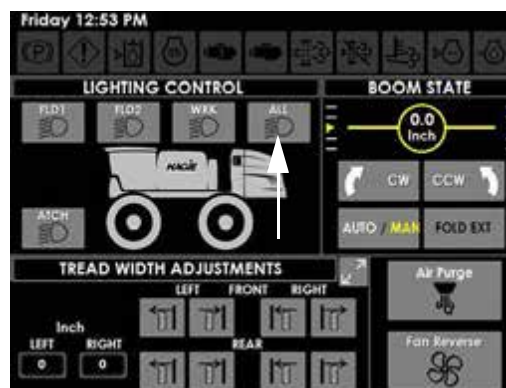 Friday 12:53 PM
LIGHTING CONTROL
BOOM STATE
FLD1
FLD2
WRK
ALL
0.0
Inch
HAGIE
CW
CCW
ATCH
AUTO / MAN
FOLD EXT
TREAD WIDTH ADJUSTMENTS
Air Purge
LEFT
FRONT
RIGHT
Inch
LEFT
RIGHT
REAR
Fan Reverse
0
0